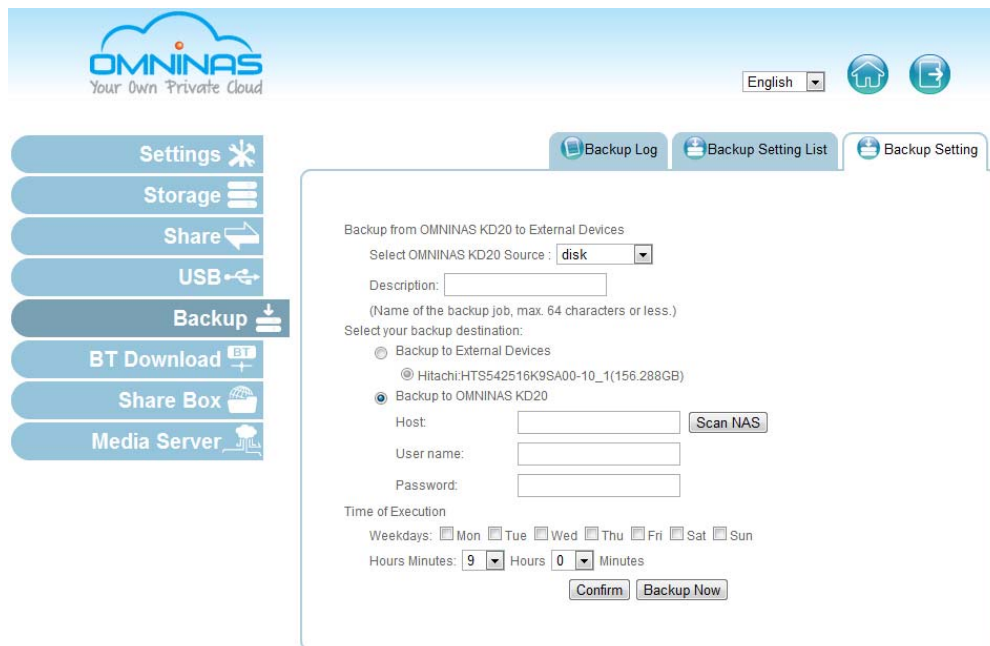 OMNINAS
Your Own Private Cloud
English
Settings
Storage
Share
USB
Backup
BT Download BT
Share Box
Media Server
Backup Log
Backup Setting List
Backup Setting
Backup from OMNINAS KD20 to External Devices
Select OMNINAS KD20 Source : disk
Description:
(Name of the backup job, max. 64 characters or less.)
Select your backup destination:
Backup to External Devices
Hitachi:HTS542516K9SA00-10_1(156.288GB)
Backup to OMNINAS KD20
Host: Scan NAS
User name:
Password:
Time of Execution
Weekdays: Mon Tue Wed Thu Fri Sat Sun
Hours Minutes: 9 Hours 0 Minutes
Confirm Backup Now